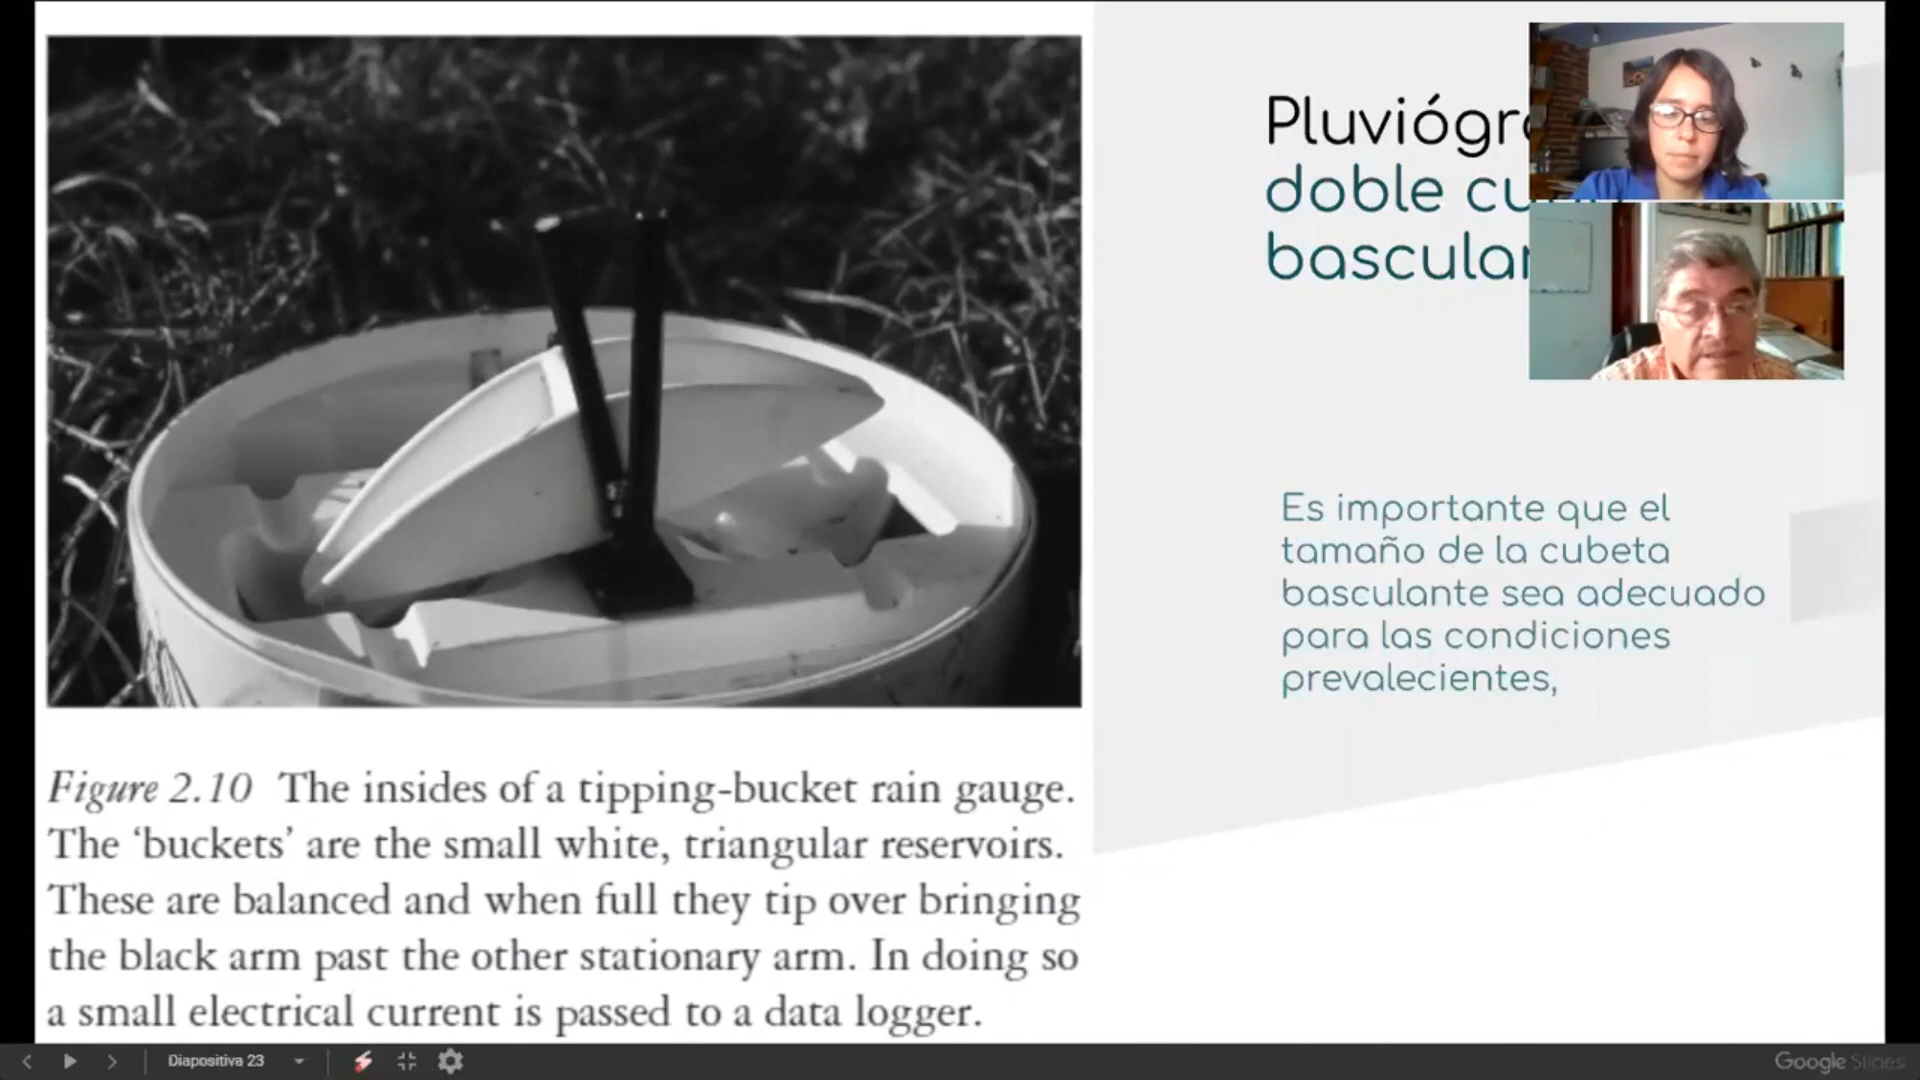 doble
Es importante que el
tamaño de la cubeta
basculante sea adecuado
para las condiciones
prevalecientes,
Figure 2.10 The insides of a tipping-bucket rain gauge.
The ‘buckets’ are the small white, triangular reservoirs.
These are balanced and when full they tip over bringing
the black arm past the other stationary arm. In doing so
a small electrical current is passed to a data logger.
Diapositiva 23
Google Slides